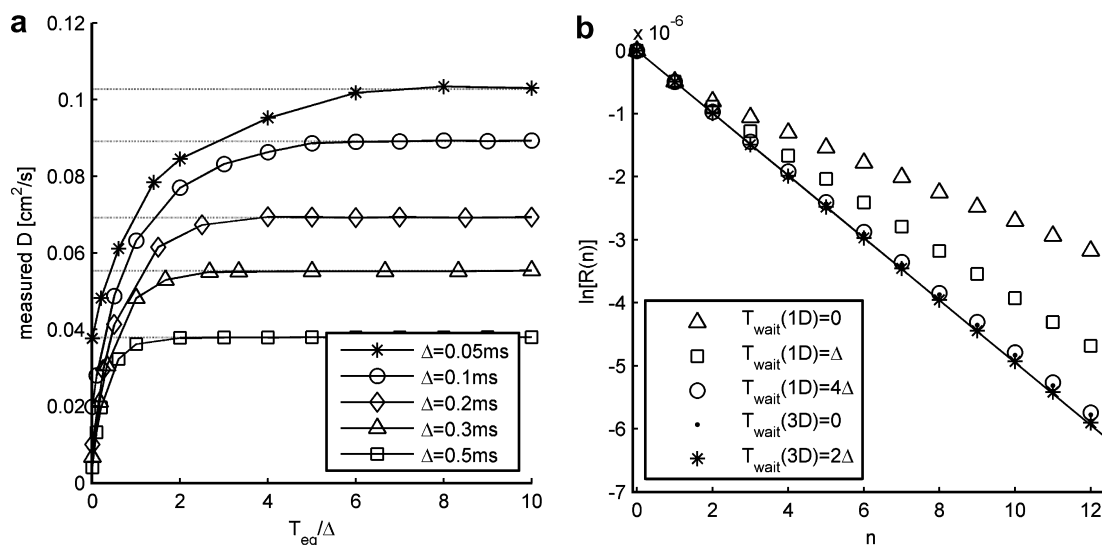 a
0.12
0.1
0.08
0.06
0.04
0.02
0
measured D [cm²/s]
0 2 4 6 8 10
T_eq/Δ
Δ=0.05ms
Δ=0.1ms
Δ=0.2ms
Δ=0.3ms
Δ=0.5ms
b
x 10⁻⁶
0
-1
-2
-3
-4
-5
-6
-7
ln[R(n)]
0 2 4 6 8 10 12
n
T_wait(1D)=0
T_wait(1D)=Δ
T_wait(1D)=4Δ
T_wait(3D)=0
T_wait(3D)=2Δ